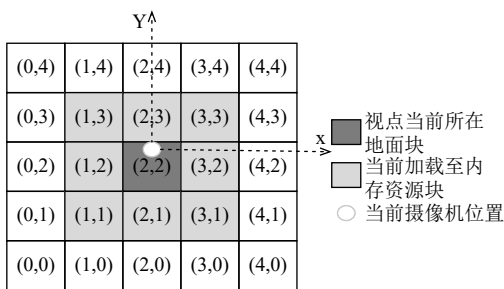 Y
(0,4) (1,4) (2,4) (3,4) (4,4)
(0,3) (1,3) (2,3) (3,3) (4,3)
x
(0,2) (1,2) (2,2) (3,2) (4,2)
(0,1) (1,1) (2,1) (3,1) (4,1)
(0,0) (1,0) (2,0) (3,0) (4,0)
视点当前所在
地面块
当前加载至内
存资源块
当前摄像机位置